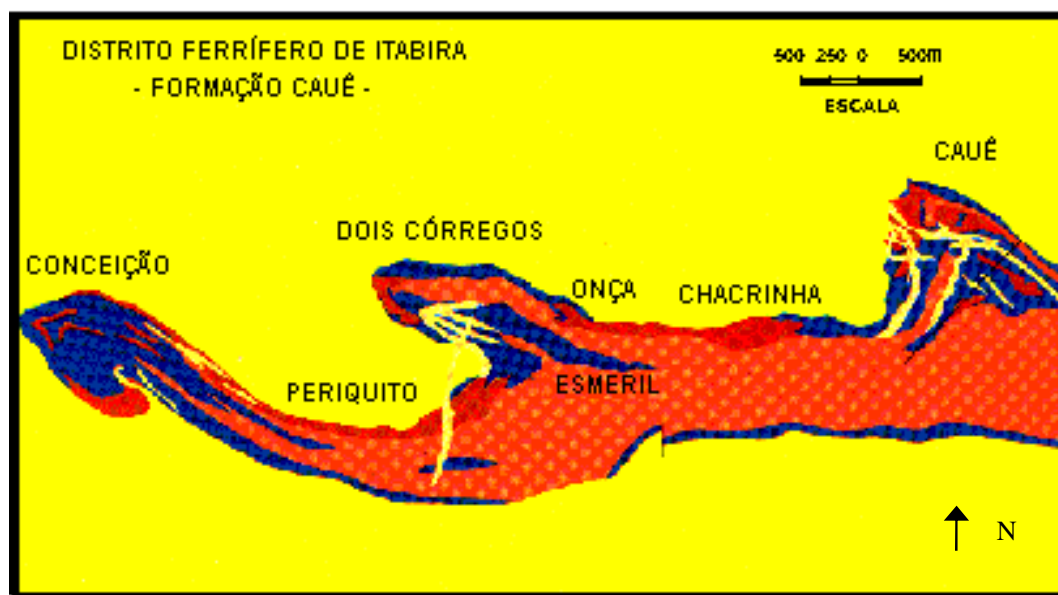 DISTRITO FERRÍFERO DE ITABIRA
- FORMAÇÃO CAUÊ -
500 250 0 500m
ESCALA
CAUÊ
DOIS CÓRREGOS
CONCEIÇÃO
ONÇA
CHACRINHA
PERIQUITO
ESMERIL
N